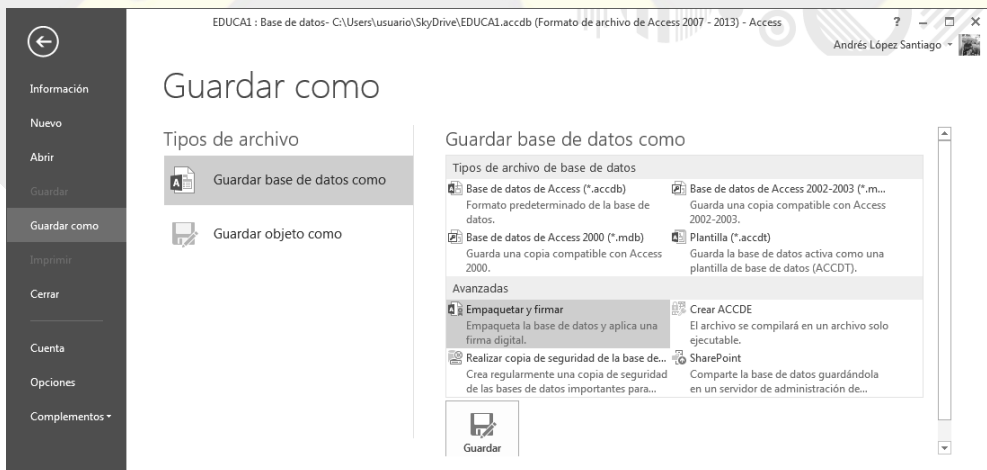 EDUCA1 : Base de datos- C:\Users\usuario\SkyDrive\EDUCA1.accdb (Formato de archivo de Access 2007 - 2013) - Access
?
Andrés López Santiago
Información
Nuevo
Abrir
Guardar
Guardar como
Imprimir
Cerrar
Cuenta
Opciones
Complementos
Guardar como
Tipos de archivo
Guardar base de datos como
Guardar objeto como
Guardar base de datos como
Tipos de archivo de base de datos
Base de datos de Access (*.accdb)
Formato predeterminado de la base de
datos.
Base de datos de Access 2002-2003 (*.m...
Guarda una copia compatible con Access
2002-2003.
Base de datos de Access 2000 (*.mdb)
Guarda una copia compatible con Access
2000.
Plantilla (*.accdt)
Guarda la base de datos activa como una
plantilla de base de datos (ACCDT).
Avanzadas
Empaquetar y firmar
Empaqueta la base de datos y aplica una
firma digital.
Crear ACCDE
El archivo se compilará en un archivo solo
ejecutable.
Realizar copia de seguridad de la base de...
Crea regularmente una copia de seguridad
de las bases de datos importantes para...
SharePoint
Comparte la base de datos guardándola
en un servidor de administración de...
Guardar